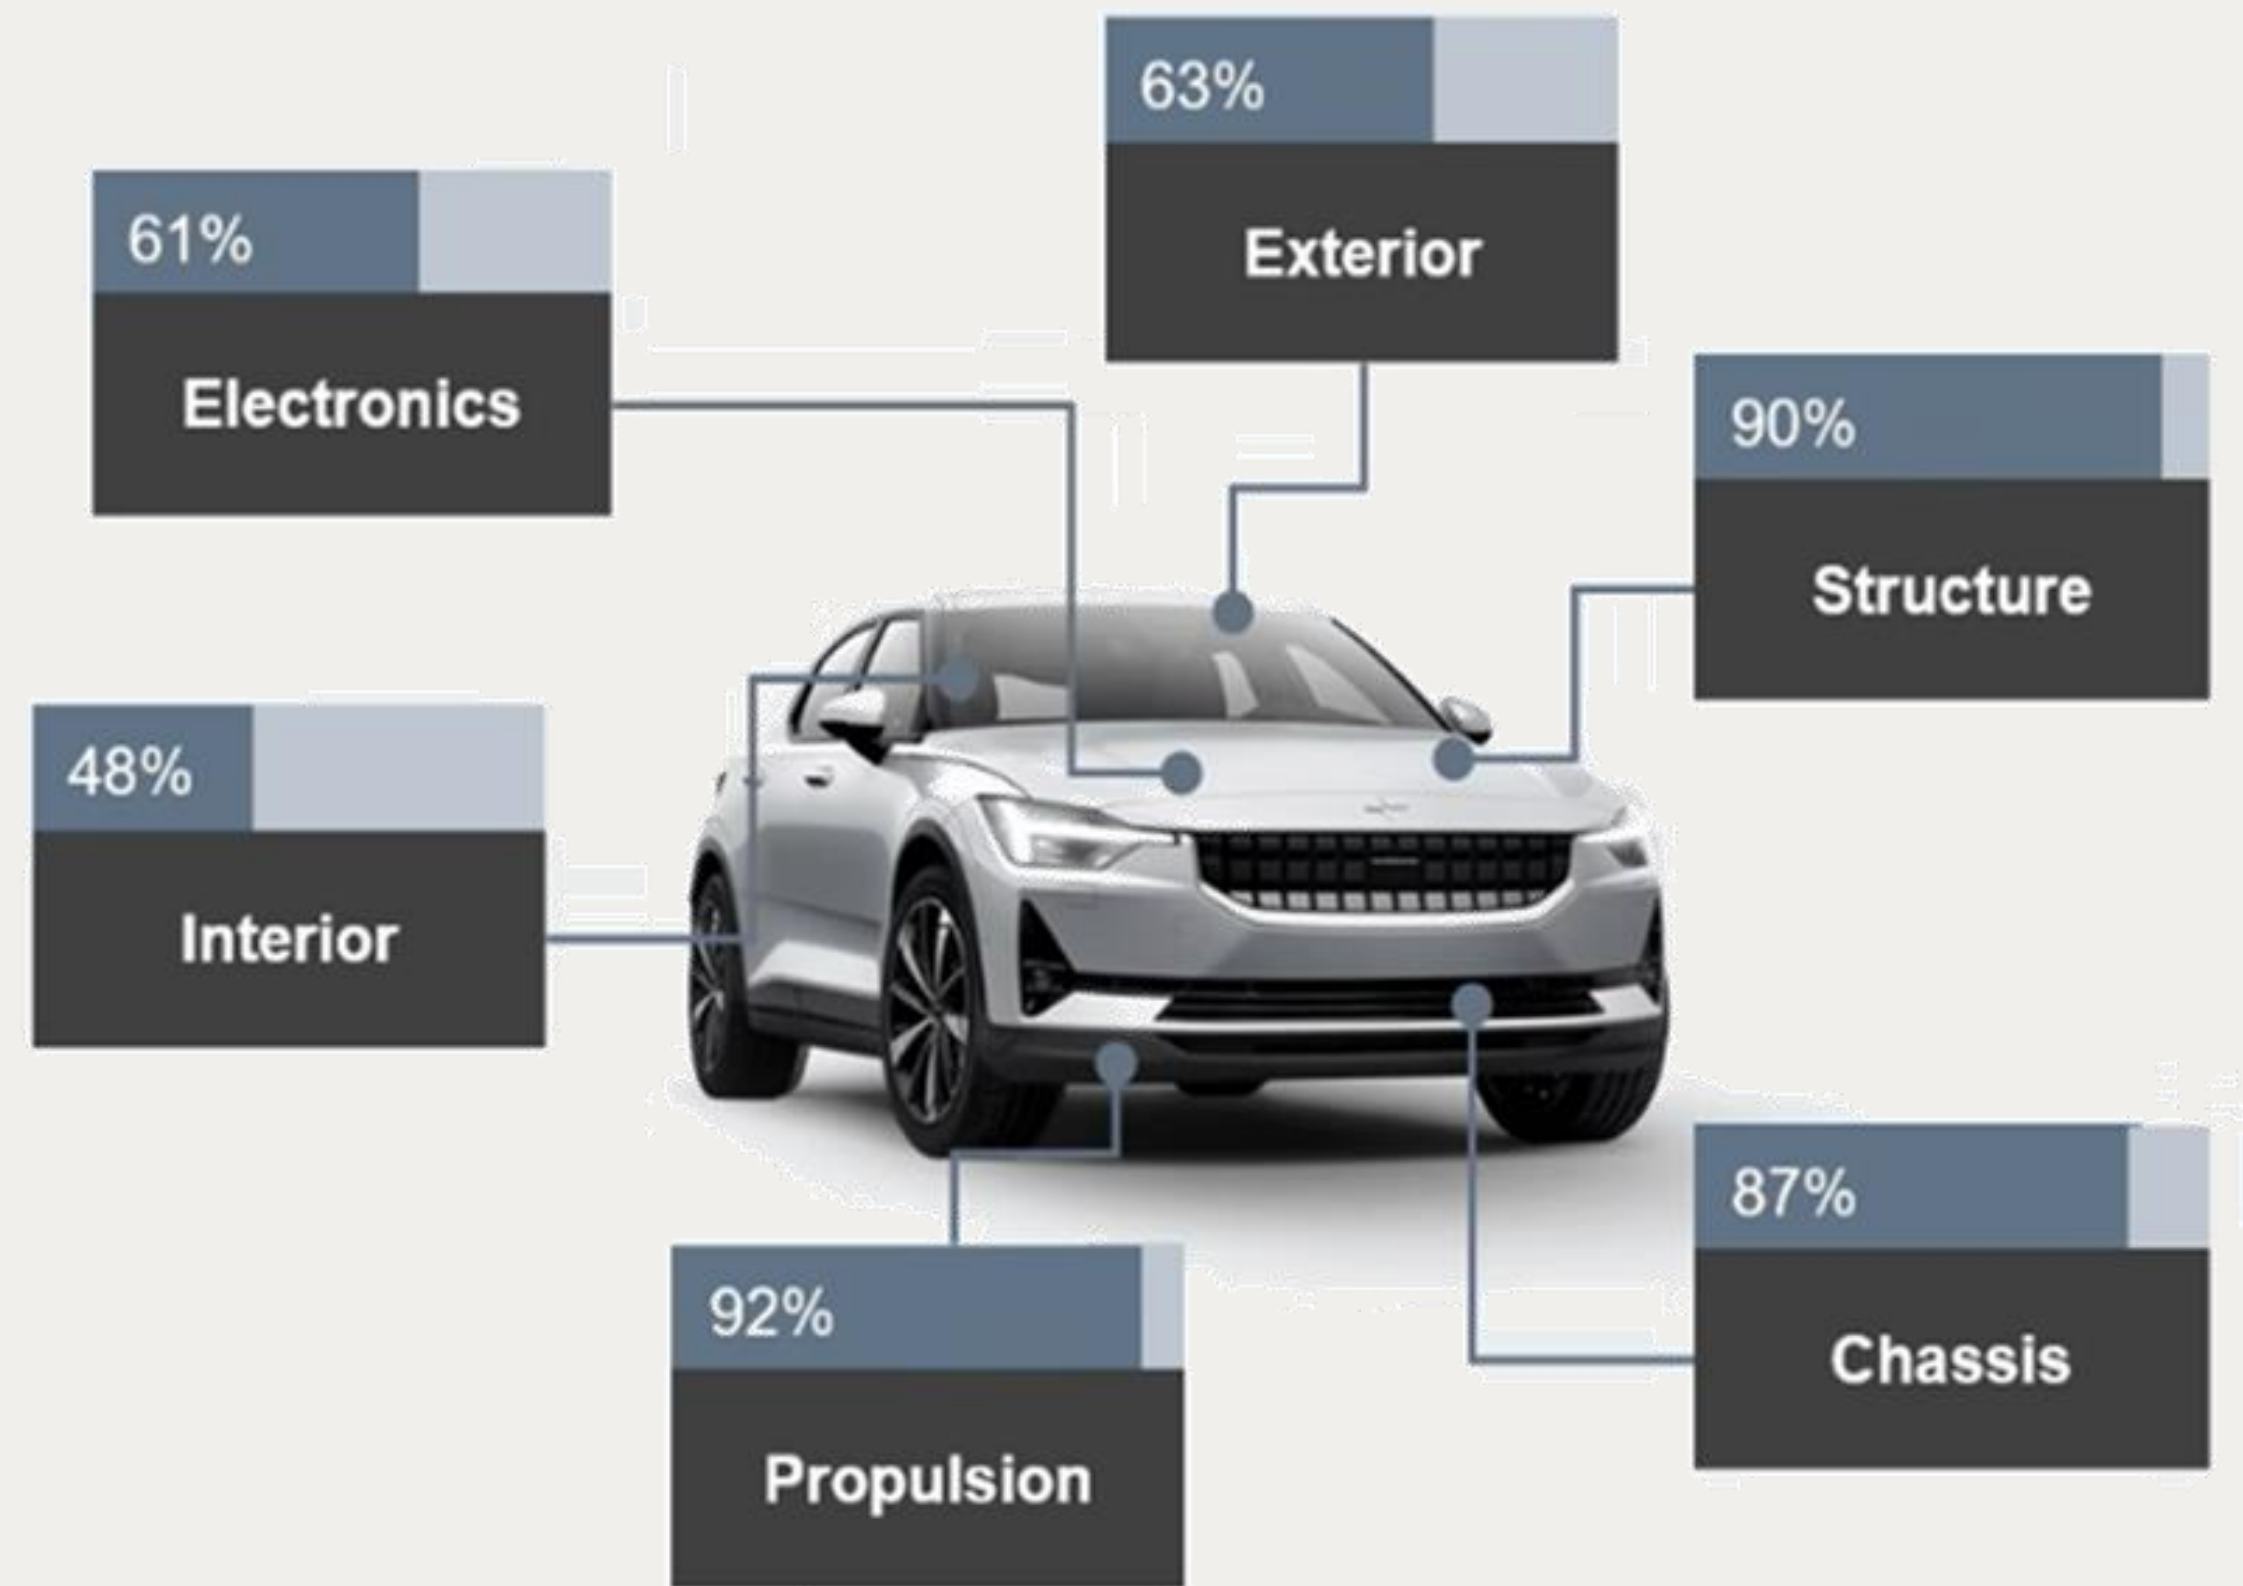 63%
Exterior
61%
Electronics
90%
Structure
48%
Interior
87%
Chassis
92%
Propulsion